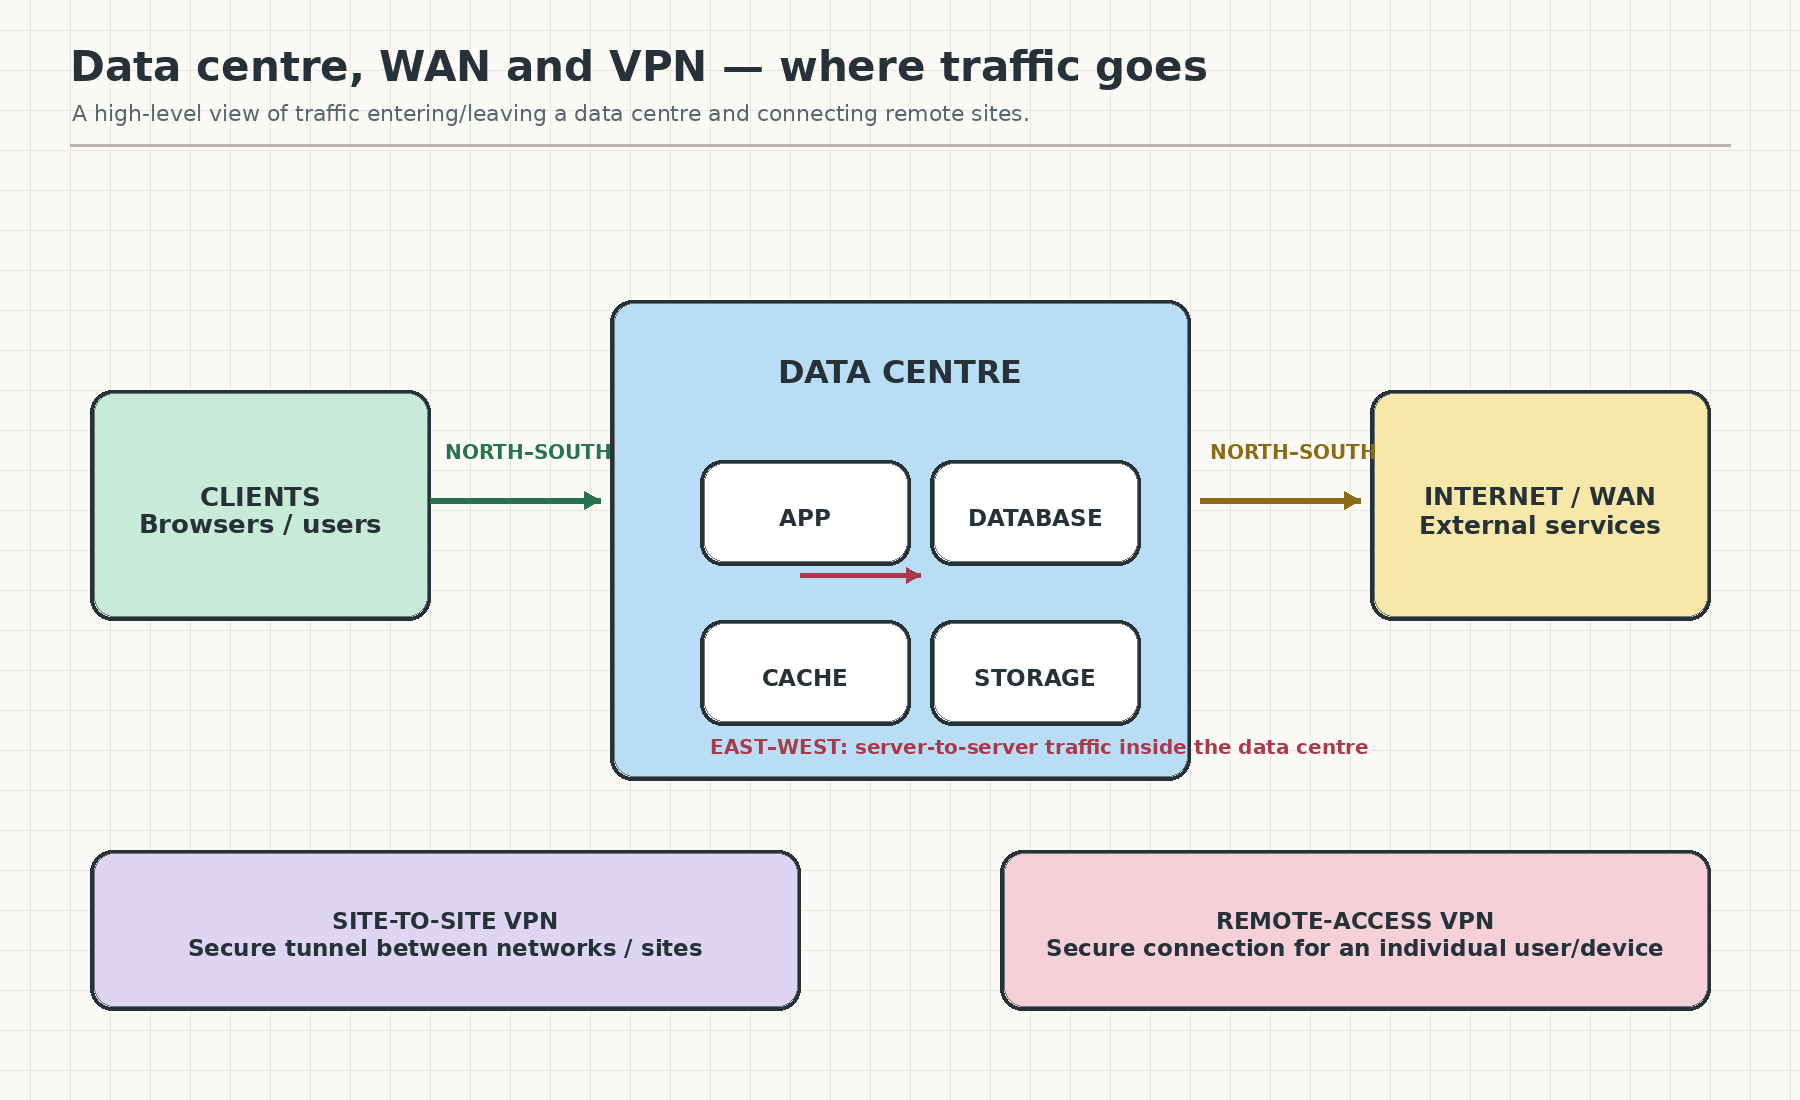 Data centre, WAN and VPN — where traffic goes
A high-level view of traffic entering/leaving a data centre and connecting remote sites.
DATA CENTRE
NORTH–SOUTH
NORTH–SOUTH
CLIENTS
Browsers / users
APP
DATABASE
INTERNET / WAN
External services
CACHE
STORAGE
EAST–WEST: server-to-server traffic inside the data centre
SITE-TO-SITE VPN
Secure tunnel between networks / sites
REMOTE-ACCESS VPN
Secure connection for an individual user/device